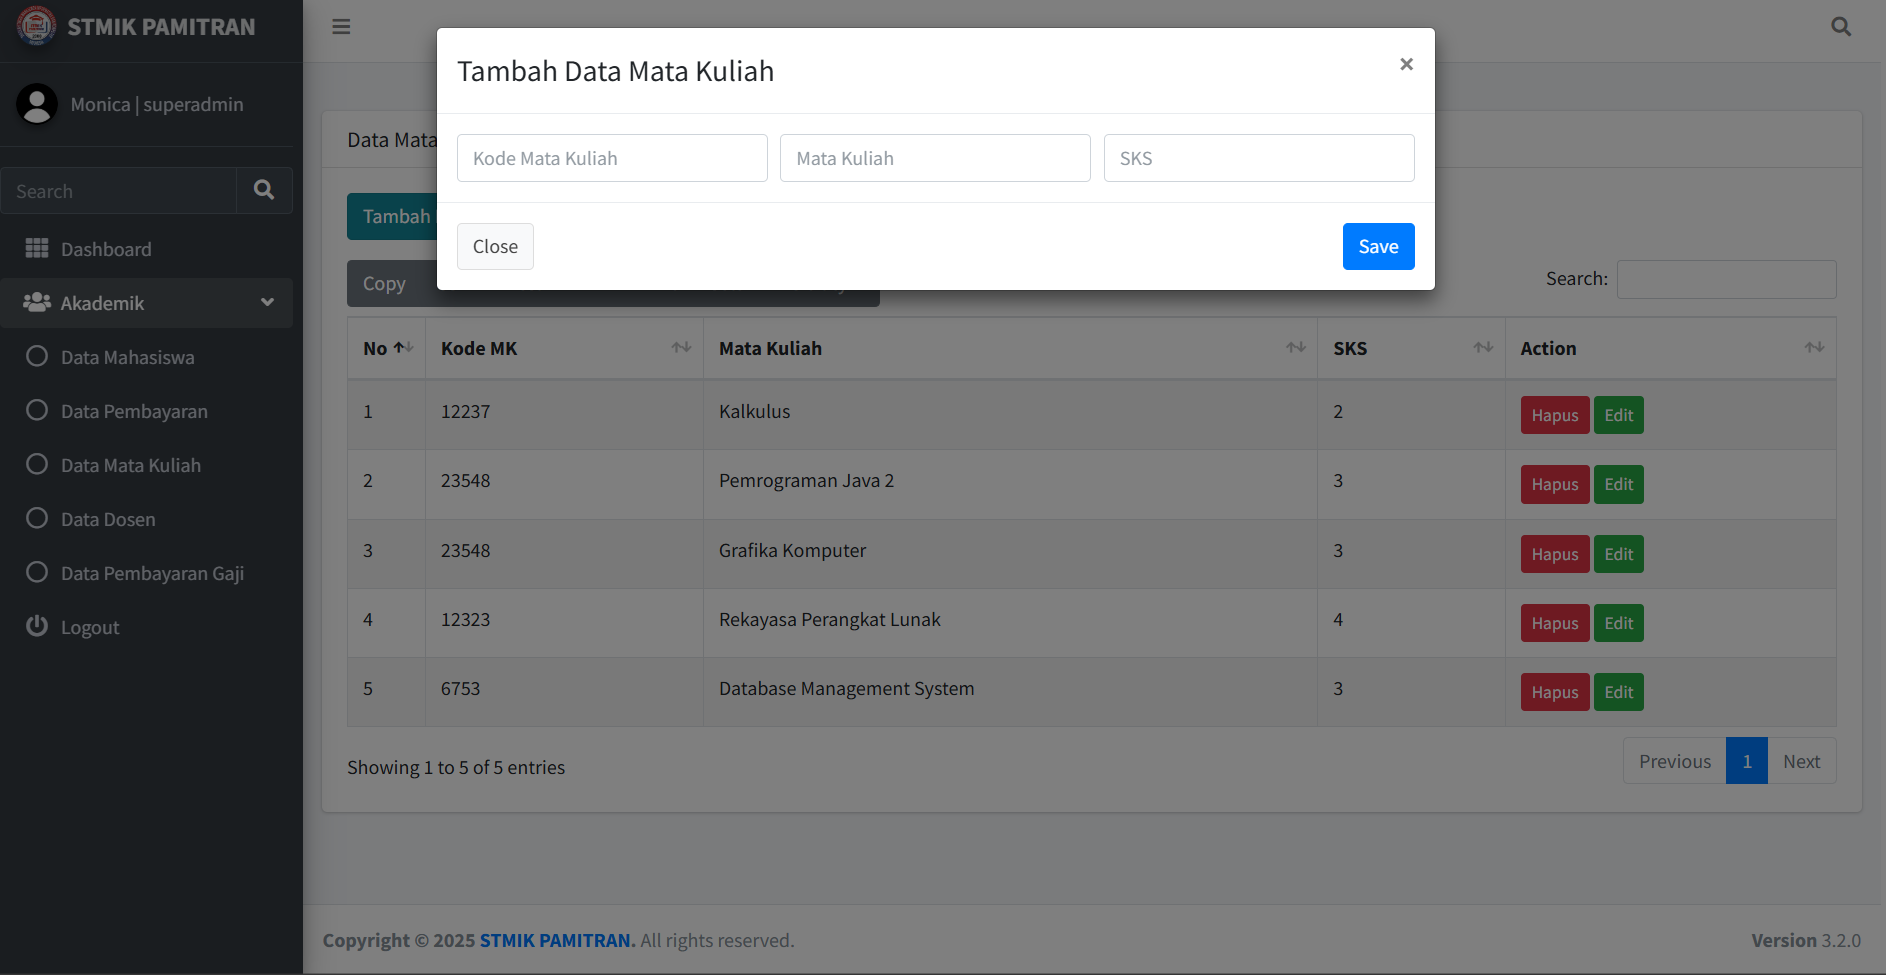 STMIK PAMITRAN
Monica | superadmin
Search
Dashboard
Akademik
Data Mahasiswa
Data Pembayaran
Data Mata Kuliah
Data Dosen
Data Pembayaran Gaji
Logout
Tambah Data Mata Kuliah
×
Kode Mata Kuliah Mata Kuliah SKS
Close Save
Data Mata
Tambah
Copy
Search:
No Kode MK Mata Kuliah SKS Action
1 12237 Kalkulus 2 Hapus Edit
2 23548 Pemrograman Java 2 3 Hapus Edit
3 23548 Grafika Komputer 3 Hapus Edit
4 12323 Rekayasa Perangkat Lunak 4 Hapus Edit
5 6753 Database Management System 3 Hapus Edit
Showing 1 to 5 of 5 entries
Previous 1 Next
Copyright © 2025 STMIK PAMITRAN. All rights reserved.
Version 3.2.0